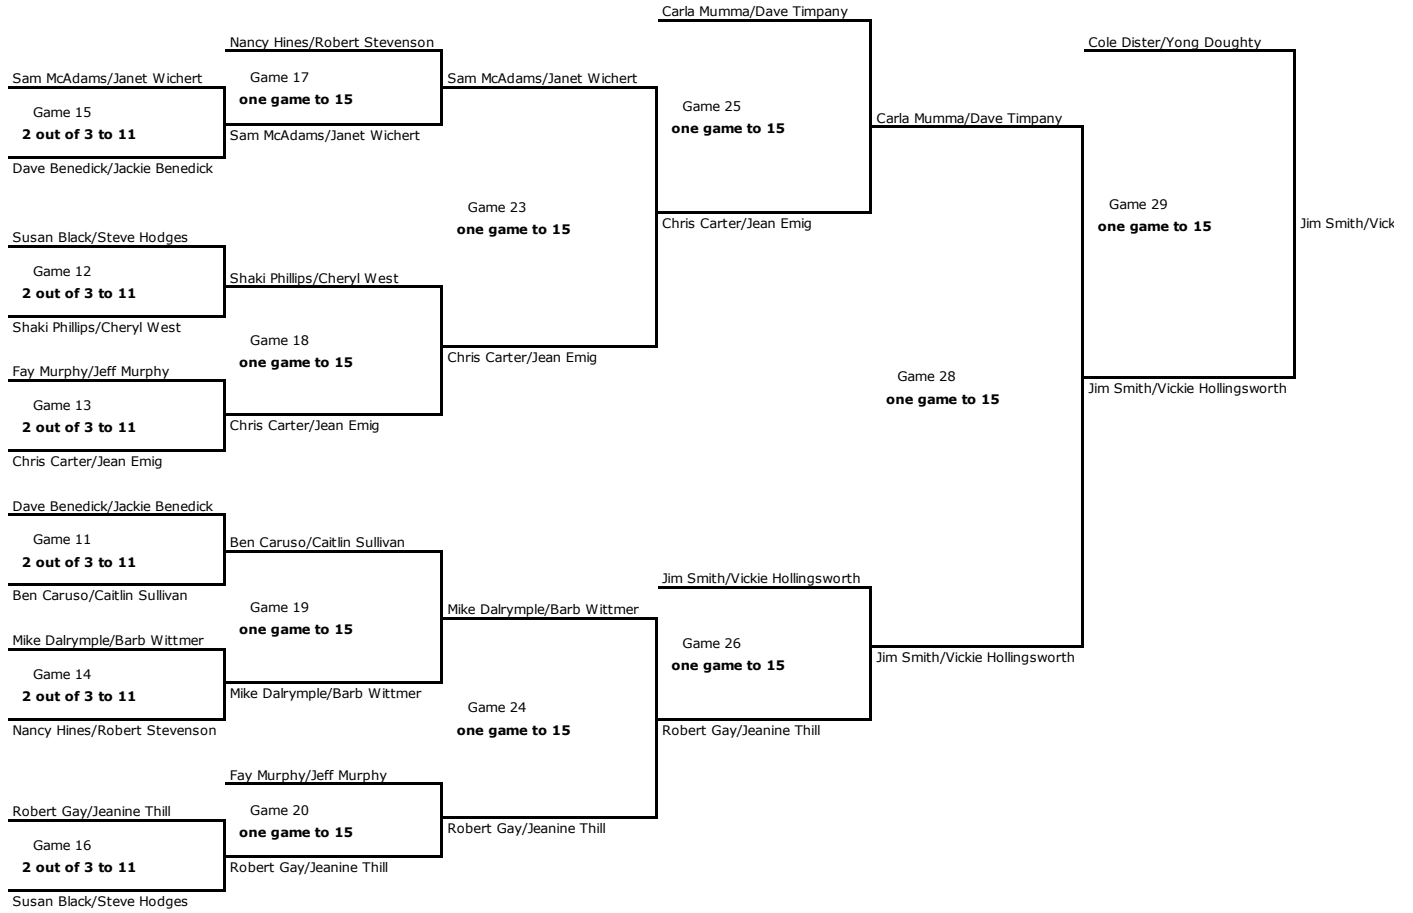 Carla Mumma/Dave Timpany
Nancy Hines/Robert Stevenson
Cole Dister/Yong Doughty
Sam McAdams/Janet Wichert
Game 17
Sam McAdams/Janet Wichert
one game to 15
Game 15
2 out of 3 to 11
Game 25
one game to 15
Carla Mumma/Dave Timpany
Sam McAdams/Janet Wichert
Dave Benedick/Jackie Benedick
Game 23
one game to 15
Game 29
one game to 15
Chris Carter/Jean Emig
Jim Smith/Vick
Susan Black/Steve Hodges
Game 12
2 out of 3 to 11
Shaki Phillips/Cheryl West
Shaki Phillips/Cheryl West
Game 18
one game to 15
Chris Carter/Jean Emig
Fay Murphy/Jeff Murphy
Game 28
one game to 15
Jim Smith/Vickie Hollingsworth
Game 13
2 out of 3 to 11
Chris Carter/Jean Emig
Chris Carter/Jean Emig
Dave Benedick/Jackie Benedick
Game 11
2 out of 3 to 11
Ben Caruso/Caitlin Sullivan
Ben Caruso/Caitlin Sullivan
Jim Smith/Vickie Hollingsworth
Game 19
one game to 15
Mike Dalrymple/Barb Wittmer
Mike Dalrymple/Barb Wittmer
Game 26
one game to 15
Jim Smith/Vickie Hollingsworth
Game 14
2 out of 3 to 11
Mike Dalrymple/Barb Wittmer
Game 24
one game to 15
Nancy Hines/Robert Stevenson
Robert Gay/Jeanine Thill
Fay Murphy/Jeff Murphy
Robert Gay/Jeanine Thill
Game 20
one game to 15
Robert Gay/Jeanine Thill
Game 16
2 out of 3 to 11
Robert Gay/Jeanine Thill
Susan Black/Steve Hodges